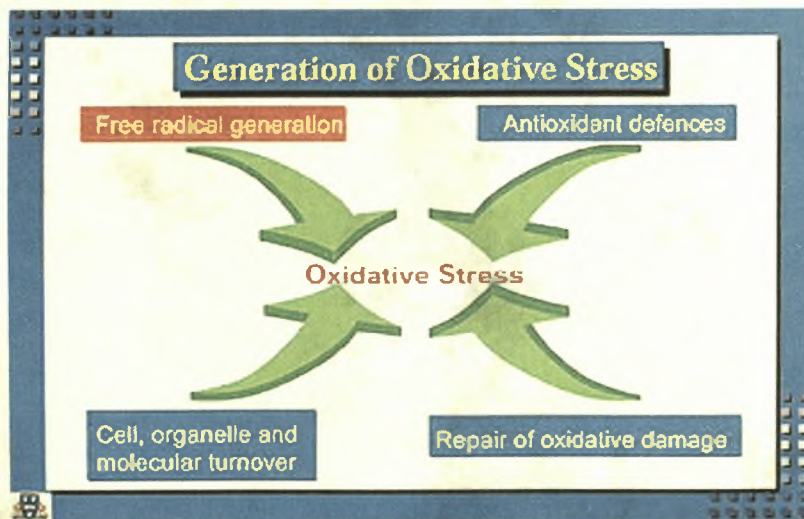 Generation of Oxidative Stress
Free radical generation
Antioxidant defences
Oxidative Stress
Cell, organelle and
molecular turnover
Repair of oxidative damage